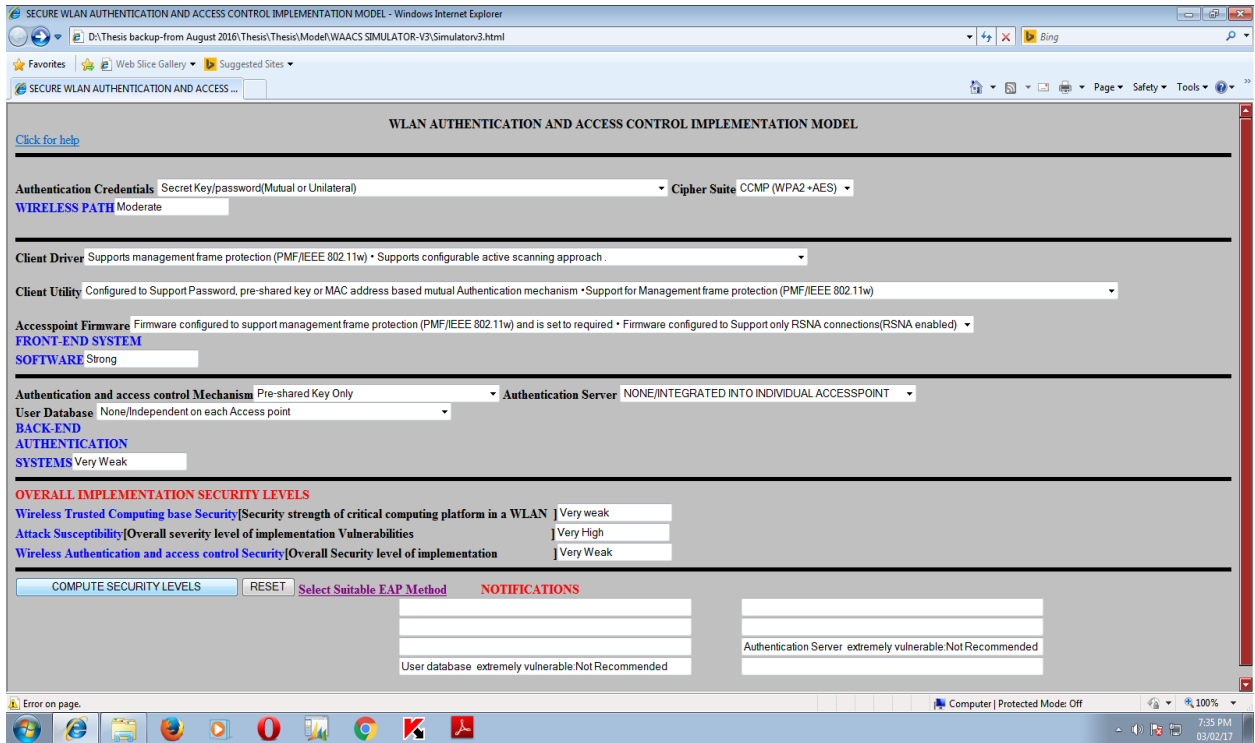 SECURE WLAN AUTHENTICATION AND ACCESS CONTROL IMPLEMENTATION MODEL - Windows Internet Explorer
D:\Thesis backup-from August 2016\Thesis\Thesis\Model\WAACS SIMULATOR-V3\Simulatorv3.html
Bing
Favorites Web Slice Gallery Suggested Sites
SECURE WLAN AUTHENTICATION AND ACCESS ... Page Safety Tools
WLAN AUTHENTICATION AND ACCESS CONTROL IMPLEMENTATION MODEL
Click for help
Authentication Credentials Secret Key/password(Mutual or Unilateral) Cipher Suite CCMP (WPA2 +AES)
WIRELESS PATH Moderate
Client Driver Supports management frame protection (PMF/IEEE 802.11w) • Supports configurable active scanning approach .
Client Utility Configured to Support Password, pre-shared key or MAC address based mutual Authentication mechanism •Support for Management frame protection (PMF/IEEE 802.11w)
Accesspoint Firmware Firmware configured to support management frame protection (PMF/IEEE 802.11w) and is set to required • Firmware configured to Support only RSNA connections(RSNA enabled)
FRONT-END SYSTEM
SOFTWARE Strong
Authentication and access control Mechanism Pre-shared Key Only Authentication Server NONE/INTEGRATED INTO INDIVIDUAL ACCESSPOINT
User Database None/Independent on each Access point
BACK-END
AUTHENTICATION
SYSTEMS Very Weak
OVERALL IMPLEMENTATION SECURITY LEVELS
Wireless Trusted Computing base Security[Security strength of critical computing platform in a WLAN ] Very weak
Attack Susceptibility[Overall severity level of implementation Vulnerabilities ] Very High
Wireless Authentication and access control Security[Overall Security level of implementation ] Very Weak
COMPUTE SECURITY LEVELS RESET Select Suitable EAP Method NOTIFICATIONS
Authentication Server extremely vulnerable:Not Recommended
User database extremely vulnerable:Not Recommended
Error on page. Computer | Protected Mode: Off 100%
7:35 PM
03/02/17